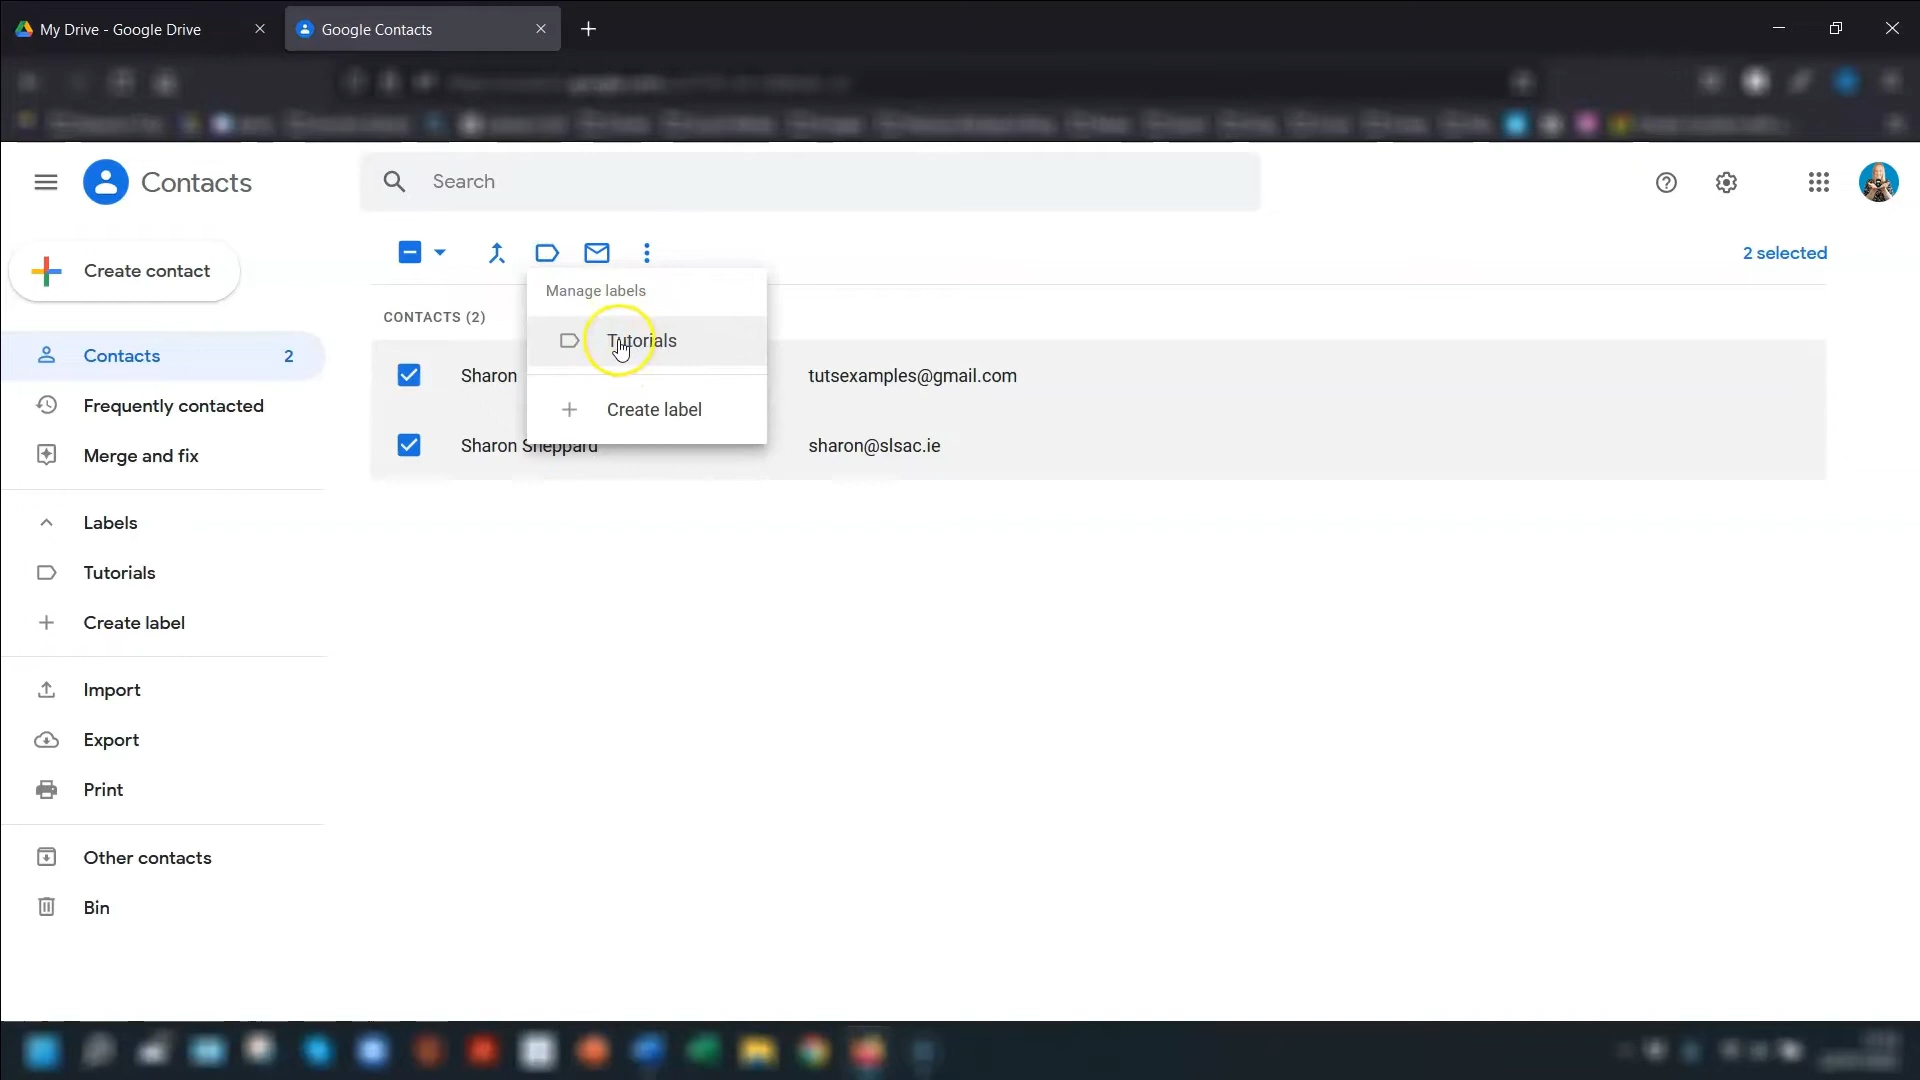 My Drive - Google Drive
Google Contacts
Contacts
Search
Create contact
2 selected
Manage labels
CONTACTS (2)
Tutorials
Contacts 2
Sharon
tutsexamples@gmail.com
Frequently contacted
Create label
Sharon Sheppard
sharon@slsac.ie
Merge and fix
Labels
Tutorials
Create label
Import
Export
Print
Other contacts
Bin